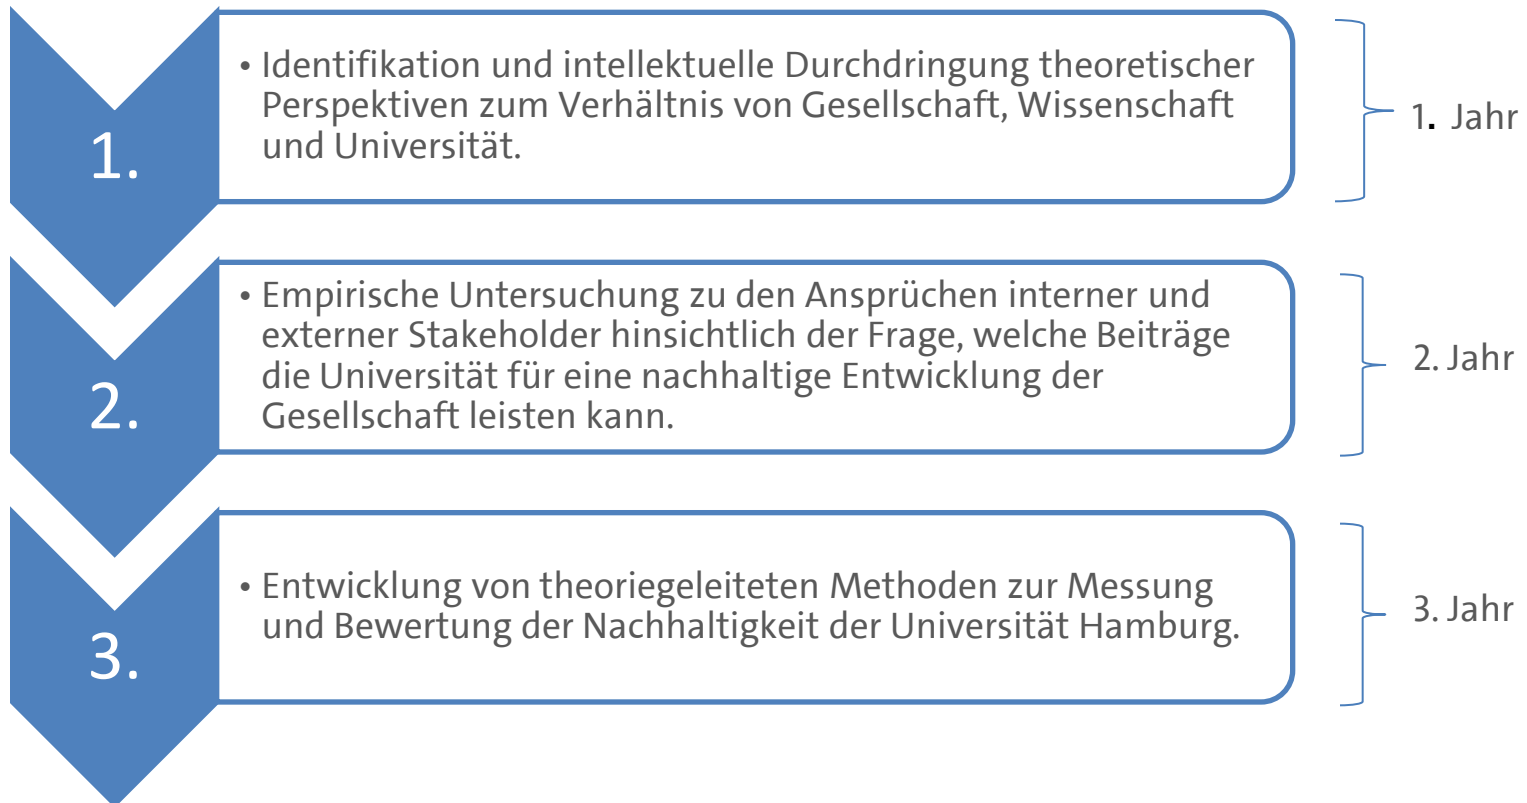 1.
• Identifikation und intellektuelle Durchdringung theoretischer
Perspektiven zum Verhältnis von Gesellschaft, Wissenschaft
und Universität.
1. Jahr
2.
• Empirische Untersuchung zu den Ansprüchen interner und
externer Stakeholder hinsichtlich der Frage, welche Beiträge
die Universität für eine nachhaltige Entwicklung der
Gesellschaft leisten kann.
2. Jahr
3.
• Entwicklung von theoriegeleiteten Methoden zur Messung
und Bewertung der Nachhaltigkeit der Universität Hamburg.
3. Jahr